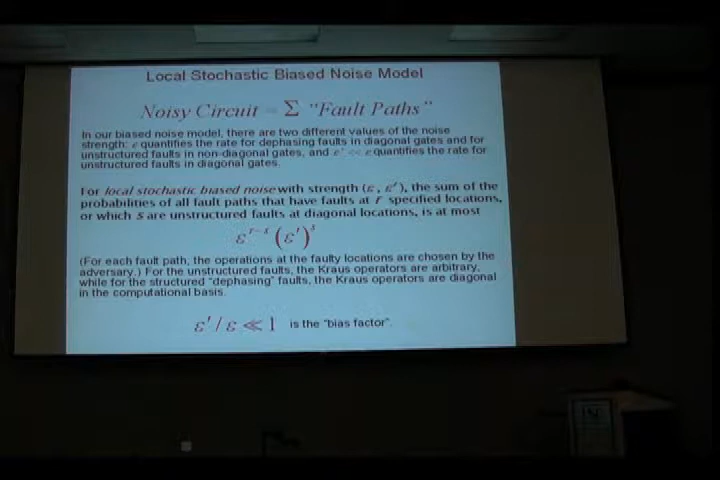 Local Stochastic Biased Noise Model
Noisy Circuit = Σ "Fault Paths"
In our biased noise model, there are two different values of the noise
strength: ε quantifies the rate for dephasing faults in diagonal gates and for
unstructured faults in non-diagonal gates, and ε' << ε quantifies the rate for
unstructured faults in diagonal gates.
For local stochastic biased noise with strength (ε, ε'), the sum of the
probabilities of all fault paths that have faults at r specified locations,
or which s are unstructured faults at diagonal locations, is at most
ε^{r-s} (ε')^s
(For each fault path, the operations at the faulty locations are chosen by the
adversary.) For the unstructured faults, the Kraus operators are arbitrary,
while for the structured "dephasing" faults, the Kraus operators are diagonal
in the computational basis.
ε'/ε ≪ 1 is the "bias factor".